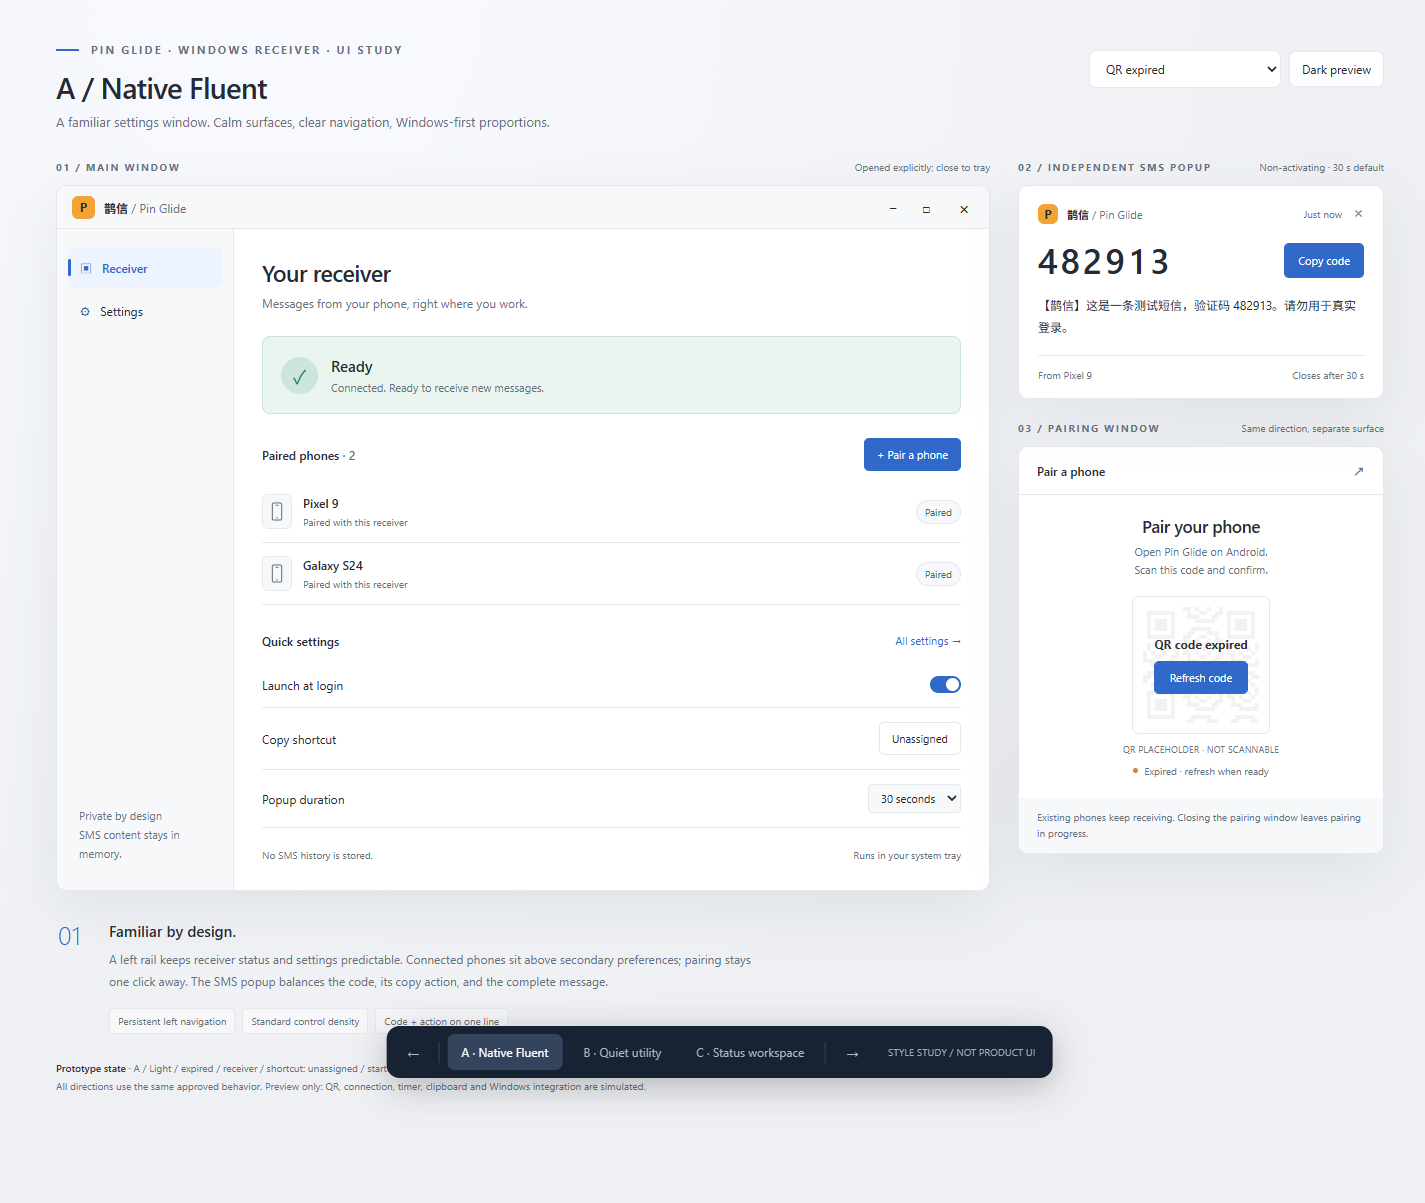 PIN GLIDE · WINDOWS RECEIVER · UI STUDY
A / Native Fluent
A familiar settings window. Calm surfaces, clear navigation, Windows-first proportions.
QR expired
Dark preview
01 / MAIN WINDOW
Opened explicitly; close to tray
P
鹊信 / Pin Glide
Receiver
Settings
Private by design
SMS content stays in
memory.
Your receiver
Messages from your phone, right where you work.
Ready
Connected. Ready to receive new messages.
Paired phones · 2
+ Pair a phone
Pixel 9
Paired with this receiver
Paired
Galaxy S24
Paired with this receiver
Paired
Quick settings
All settings →
Launch at login
Copy shortcut
Unassigned
Popup duration
30 seconds
No SMS history is stored.
Runs in your system tray
02 / INDEPENDENT SMS POPUP
Non-activating · 30 s default
P
鹊信 / Pin Glide
Just now ×
482913
Copy code
【鹊信】这是一条测试短信，验证码 482913。请勿用于真实
登录。
From Pixel 9
Closes after 30 s
03 / PAIRING WINDOW
Same direction, separate surface
Pair a phone
↗
Pair your phone
Open Pin Glide on Android.
Scan this code and confirm.
QR code expired
Refresh code
QR PLACEHOLDER · NOT SCANNABLE
Expired · refresh when ready
Existing phones keep receiving. Closing the pairing window leaves pairing
in progress.
01
Familiar by design.
A left rail keeps receiver status and settings predictable. Connected phones sit above secondary preferences; pairing stays
one click away. The SMS popup balances the code, its copy action, and the complete message.
Persistent left navigation
Standard control density
Code + action on one line
← A · Native Fluent B · Quiet utility C · Status workspace → STYLE STUDY / NOT PRODUCT UI
Prototype state · A / Light / expired / receiver / shortcut: unassigned / start
All directions use the same approved behavior. Preview only: QR, connection, timer, clipboard and Windows integration are simulated.